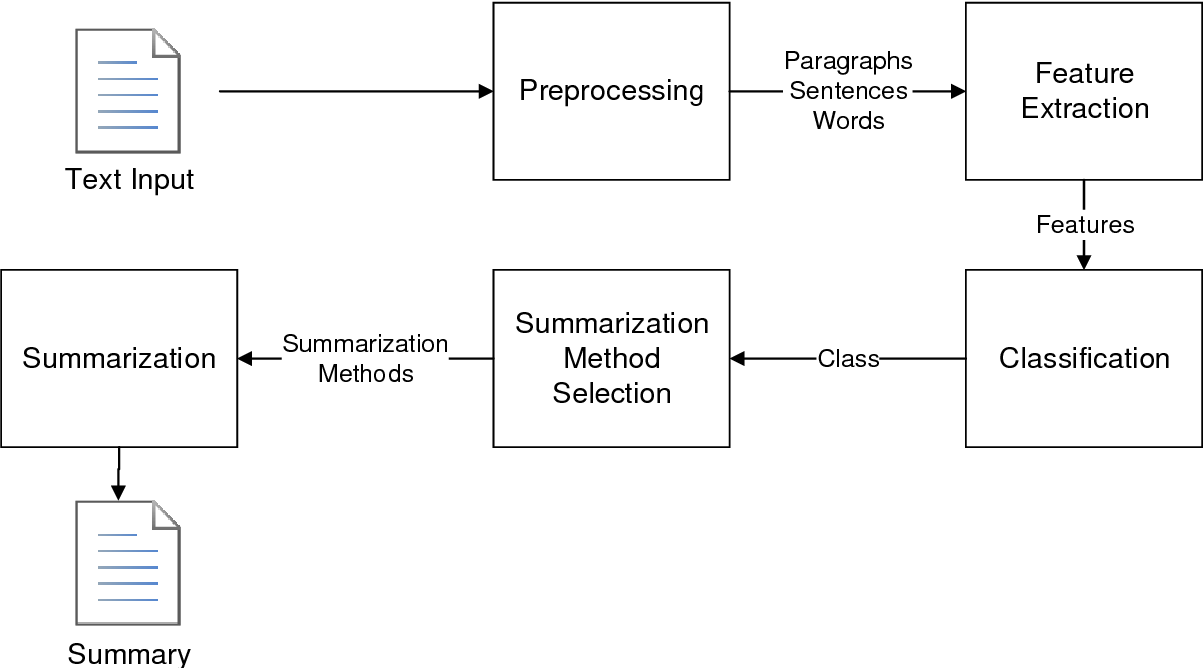 Text Input
Preprocessing
Paragraphs
Sentences
Words
Feature
Extraction
Features
Classification
Class
Summarization
Method
Selection
Summarization
Methods
Summarization
Summary